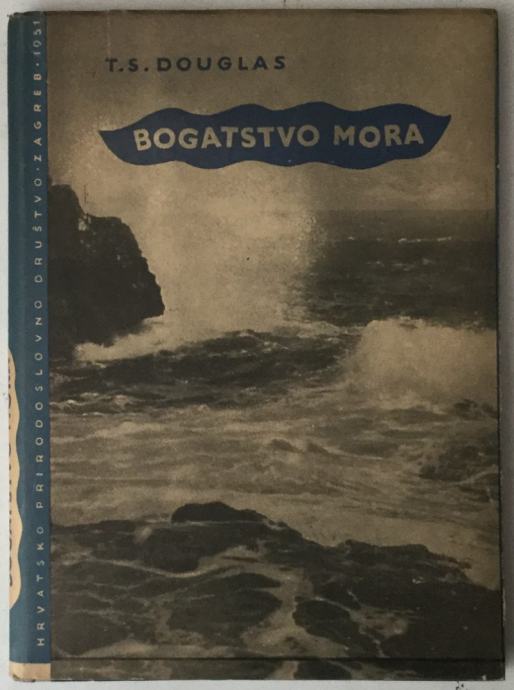 T.S. DOUGLAS
BOGATSTVO MORA
HRVATSKO PRIRODOSLOVNO DRUŠTVO · ZAGREB · 1951